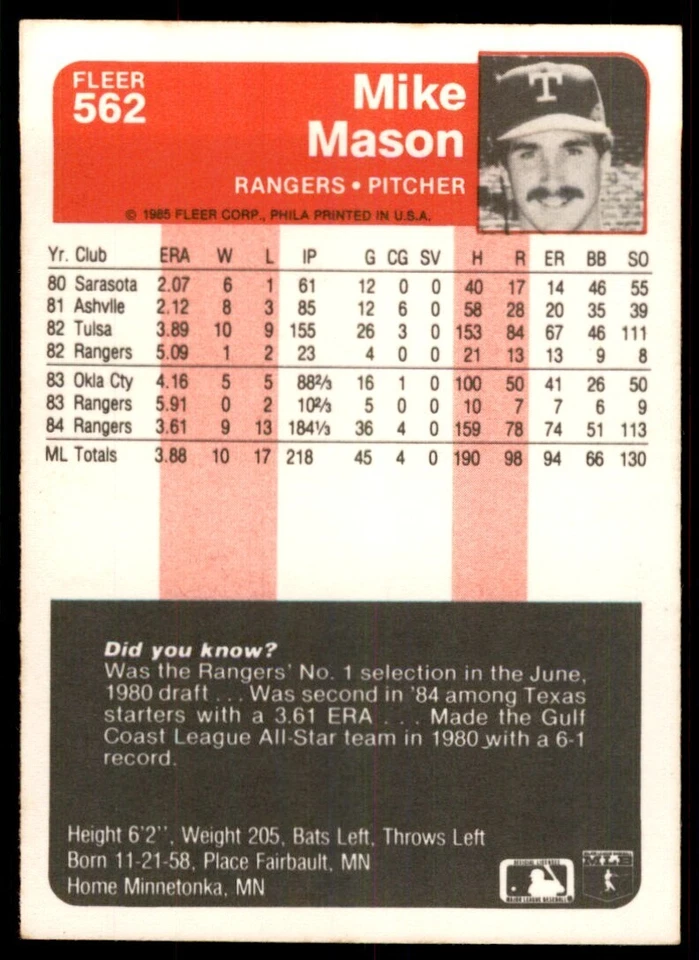 FLEER
562
Mike
Mason
RANGERS • PITCHER
© 1985 FLEER CORP., PHILA PRINTED IN U.S.A.
T
Yr. Club ERA W L IP G CG SV H R ER BB SO
80 Sarasota 2.07 6 1 61 12 0 0 40 17 14 46 55
81 Ashvlle 2.12 8 3 85 12 6 0 58 28 20 35 39
82 Tulsa 3.89 10 9 155 26 3 0 153 84 67 46 111
82 Rangers 5.09 1 2 23 4 0 0 21 13 13 9 8
83 Okla Cty 4.16 5 5 88⅔ 16 1 0 100 50 41 26 50
83 Rangers 5.91 0 2 10⅔ 5 0 0 10 7 7 6 9
84 Rangers 3.61 9 13 184⅓ 36 4 0 159 78 74 51 113
ML Totals 3.88 10 17 218 45 4 0 190 98 94 66 130
Did you know?
Was the Rangers' No. 1 selection in the June,
1980 draft . . . Was second in '84 among Texas
starters with a 3.61 ERA . . . Made the Gulf
Coast League All-Star team in 1980 with a 6-1
record.
Height 6'2'', Weight 205, Bats Left, Throws Left
Born 11-21-58, Place Fairbault, MN
Home Minnetonka, MN
OFFICIAL LICENSEE
MAJOR LEAGUE BASEBALL